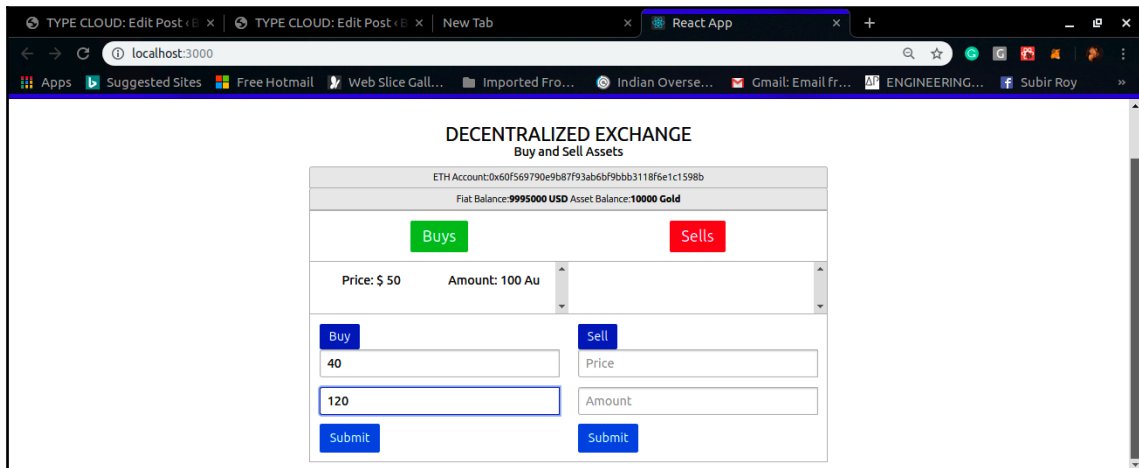 TYPE CLOUD: Edit Post ‹ B × TYPE CLOUD: Edit Post ‹ B × New Tab × React App × +
localhost:3000
Apps Suggested Sites Free Hotmail Web Slice Gall... Imported Fro... Indian Overse... Gmail: Email fr... ENGINEERING... Subir Roy »
DECENTRALIZED EXCHANGE
Buy and Sell Assets
ETH Account:0x60f569790e9b87f93ab6bf9bbb3118f6e1c1598b
Fiat Balance:9995000 USD Asset Balance:10000 Gold
Buys Sells
Price: $ 50 Amount: 100 Au
Buy Sell
40 Price
120 Amount
Submit Submit